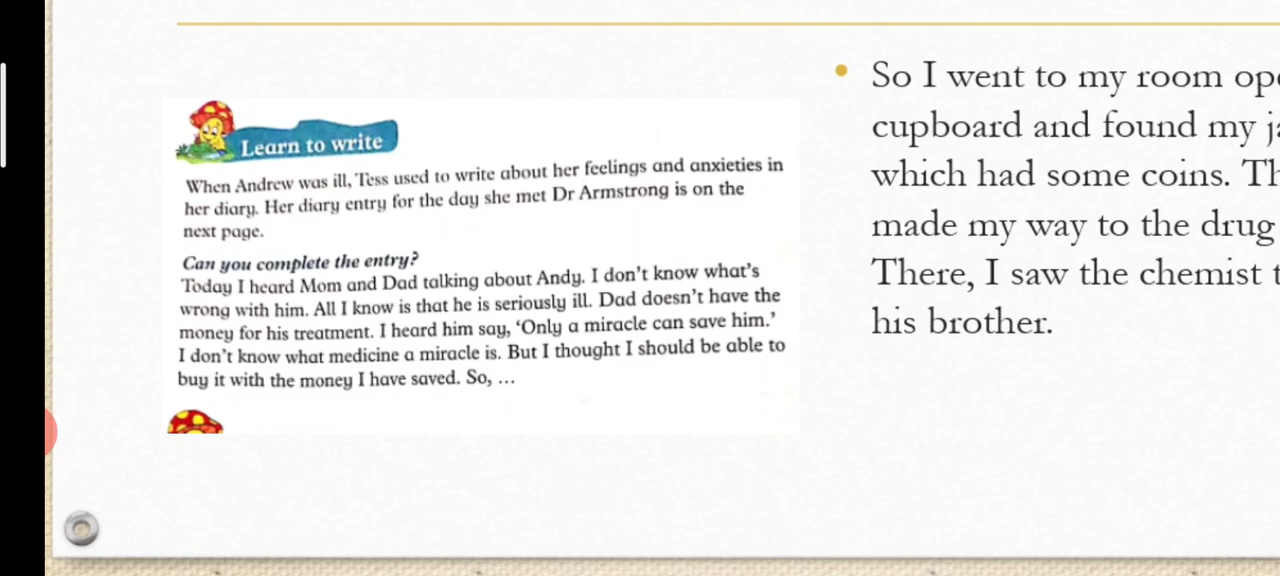 Learn to write
When Andrew was ill, Tess used to write about her feelings and anxieties in
her diary. Her diary entry for the day she met Dr Armstrong is on the
next page.
Can you complete the entry?
Today I heard Mom and Dad talking about Andy. I don't know what's
wrong with him. All I know is that he is seriously ill. Dad doesn't have the
money for his treatment. I heard him say, 'Only a miracle can save him.'
I don't know what medicine a miracle is. But I thought I should be able to
buy it with the money I have saved. So, ...
• So I went to my room
cupboard and found my
which had some coins.
made my way to the drug
There, I saw the chemist
his brother.